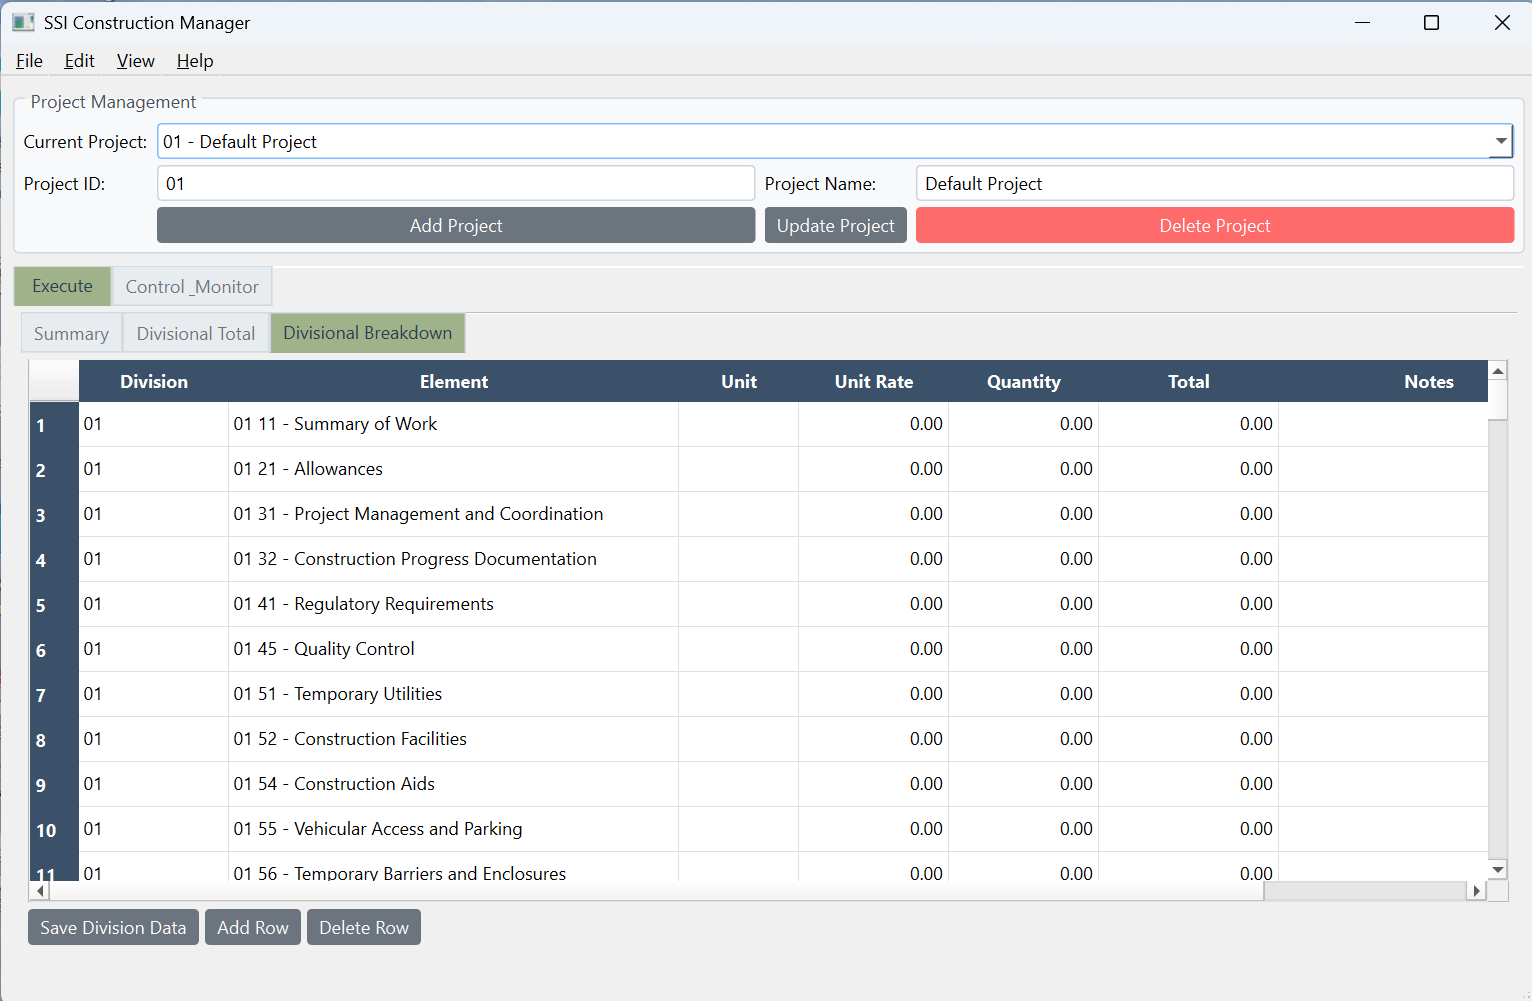 SSI Construction Manager
File Edit View Help
Project Management
Current Project: 01 - Default Project
Project ID: 01 Project Name: Default Project
Add Project Update Project Delete Project
Execute Control _Monitor
Summary Divisional Total Divisional Breakdown
Division Element Unit Unit Rate Quantity Total Notes
1 01 01 11 - Summary of Work 0.00 0.00 0.00
2 01 01 21 - Allowances 0.00 0.00 0.00
3 01 01 31 - Project Management and Coordination 0.00 0.00 0.00
4 01 01 32 - Construction Progress Documentation 0.00 0.00 0.00
5 01 01 41 - Regulatory Requirements 0.00 0.00 0.00
6 01 01 45 - Quality Control 0.00 0.00 0.00
7 01 01 51 - Temporary Utilities 0.00 0.00 0.00
8 01 01 52 - Construction Facilities 0.00 0.00 0.00
9 01 01 54 - Construction Aids 0.00 0.00 0.00
10 01 01 55 - Vehicular Access and Parking 0.00 0.00 0.00
11 01 01 56 - Temporary Barriers and Enclosures 0.00 0.00 0.00
Save Division Data Add Row Delete Row